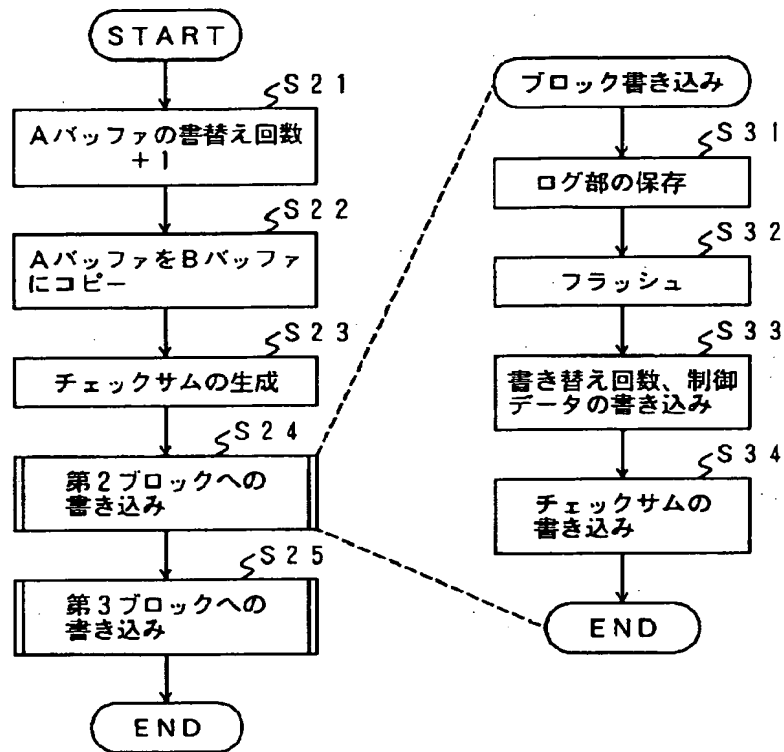 START
S21
Aバッファの書替え回数
+1
S22
AバッファをBバッファ
にコピー
S23
チェックサムの生成
S24
第2ブロックへの
書き込み
S25
第3ブロックへの
書き込み
END
ブロック書き込み
S31
ログ部の保存
S32
フラッシュ
S33
書き替え回数、制御
データの書き込み
S34
チェックサムの
書き込み
END